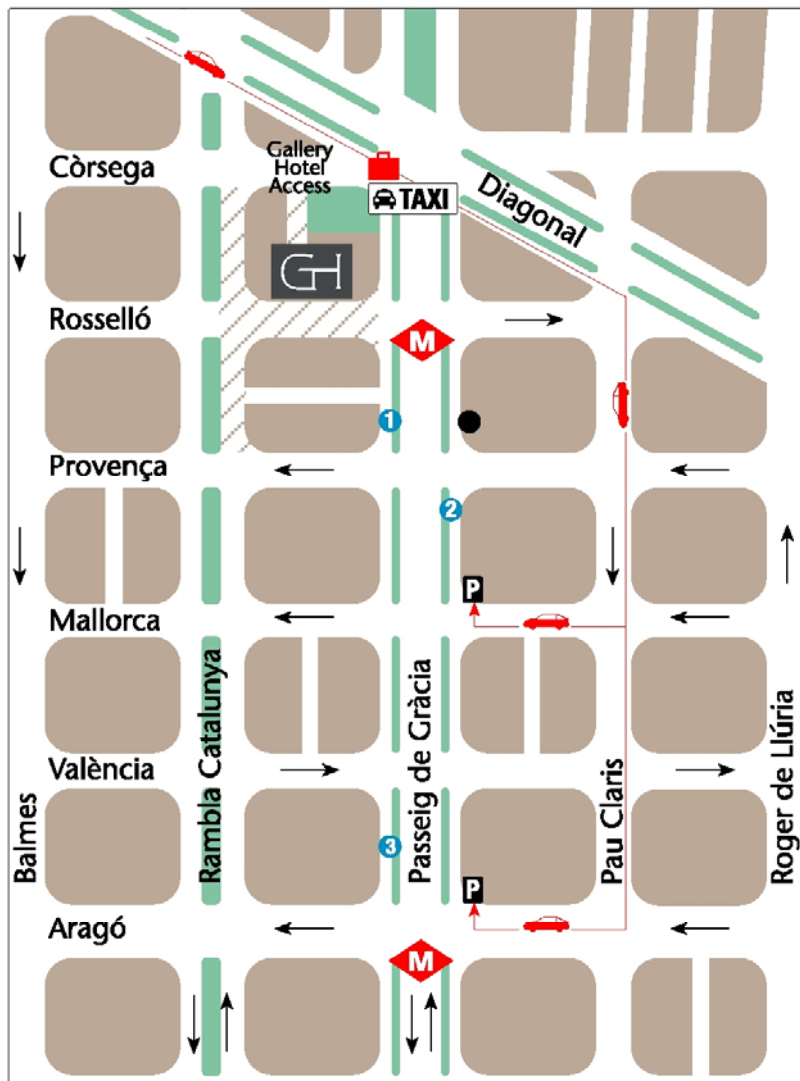 Gallery
Hotel
Access
Còrsega
TAXI
Diagonal
GH
Rosselló
M
1
Provença
2
P
Mallorca
Rambla Catalunya
Passeig de Gràcia
Roger de Llúria
València
Balmes
Pau Claris
3
P
Aragó
M